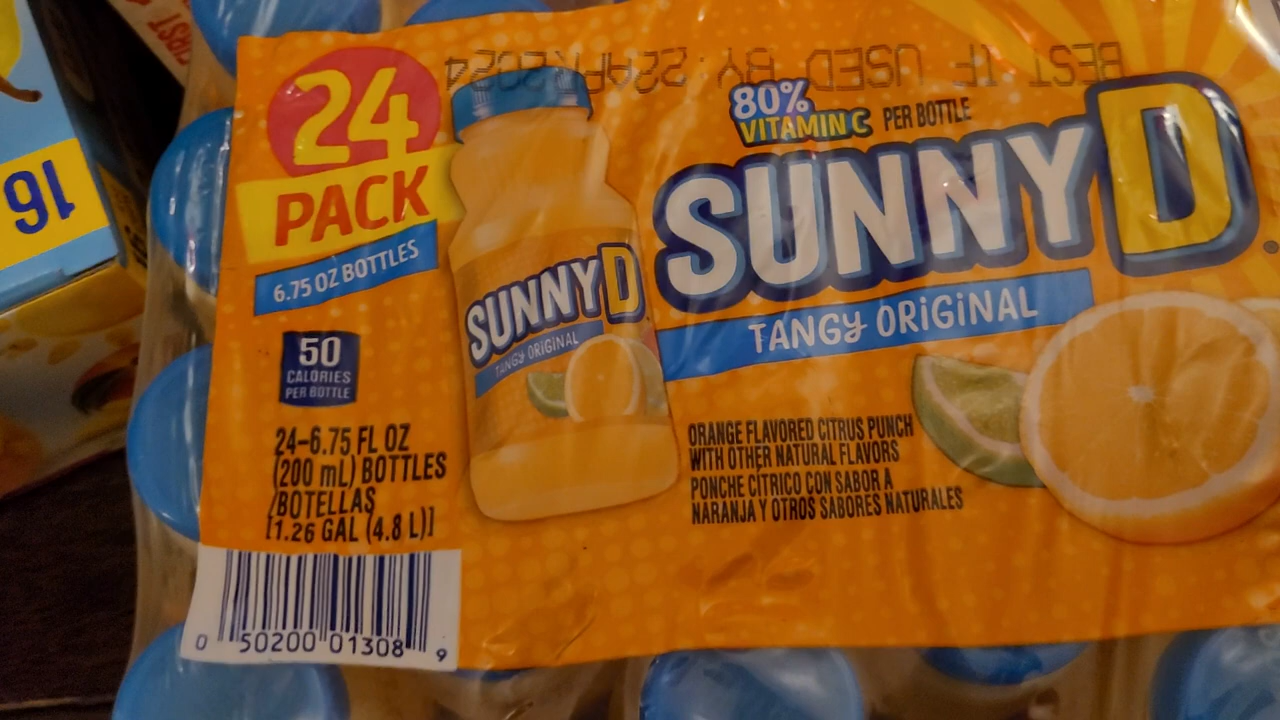 BEST IF USED BY: 22APR2024
24
PACK
6.75 OZ BOTTLES
50
CALORIES
PER BOTTLE
24–6.75 FL OZ
(200 mL) BOTTLES
/BOTELLAS
[1.26 GAL (4.8 L)]
0 50200 01308 9
SUNNYD
TANGY ORIGINAL
80%
VITAMIN C PER BOTTLE
SUNNYD
TANGY ORIGINAL
ORANGE FLAVORED CITRUS PUNCH
WITH OTHER NATURAL FLAVORS
PONCHE CÍTRICO CON SABOR A
NARANJA Y OTROS SABORES NATURALES
16
FIRST